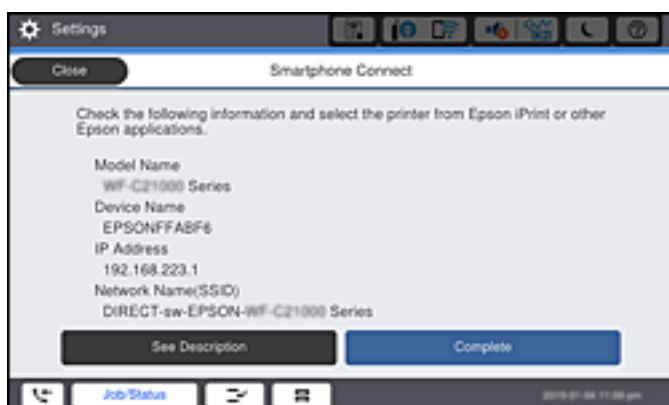 Settings
Close
Smartphone Connect
Check the following information and select the printer from Epson iPrint or other
Epson applications.
Model Name
WF-C21000 Series
Device Name
EPSONFFABF6
IP Address
192.168.223.1
Network Name(SSID)
DIRECT-sw-EPSON-WF-C21000 Series
See Description
Complete
Job/Status